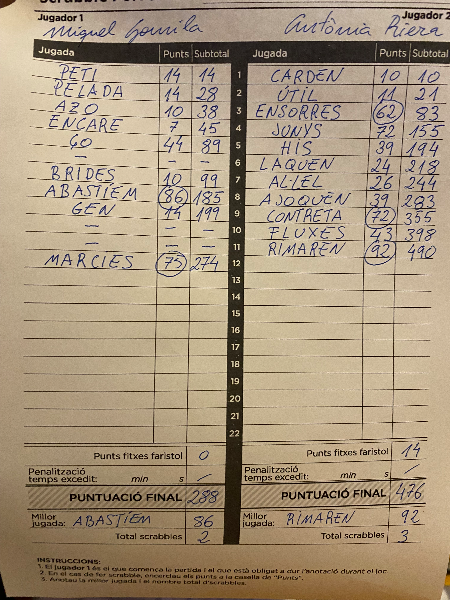 Jugador 1
Jugador 2
Miquel Gomila
Antònia Riera
Jugada Punts Subtotal Jugada Punts Subtotal
PETI 14 14 1 CARDEN 10 10
PELADA 14 28 2 ÚTIL 11 21
AZO 10 38 3 ENSORRES 62 83
ENCARE 7 45 4 JUNYS 72 155
GO 44 89 5 HIS 39 194
— — — 6 LAQUEN 24 218
BRIDES 10 99 7 AL·LEL 26 244
ABASTIEM 86 185 8 ADOQUEN 39 283
GEN 14 199 9 CONTRETA 72 355
— — — 10 FLUXES 43 398
— — — 11 RIMAREN 92 490
MARCIES 75 274 12
13
14
15
16
17
18
19
20
21
22
Punts fitxes faristol 0 Punts fitxes faristol 14
Penalització
temps excedit: min s / Penalització
temps excedit: min s /
PUNTUACIÓ FINAL 288 PUNTUACIÓ FINAL 476
Millor
jugada: ABASTIEM 86 Millor
jugada: RIMAREN 92
Total scrabbles 2 Total scrabbles 3
INSTRUCCIONS:
1. El jugador 1 és el que comença la partida i el que està obligat a dur l'anotació durant el joc.
2. En el cas de fer scrabble, encercleu els punts a la casella de "Punts".
3. Anotau la millor jugada i el nombre total d'scrabbles.